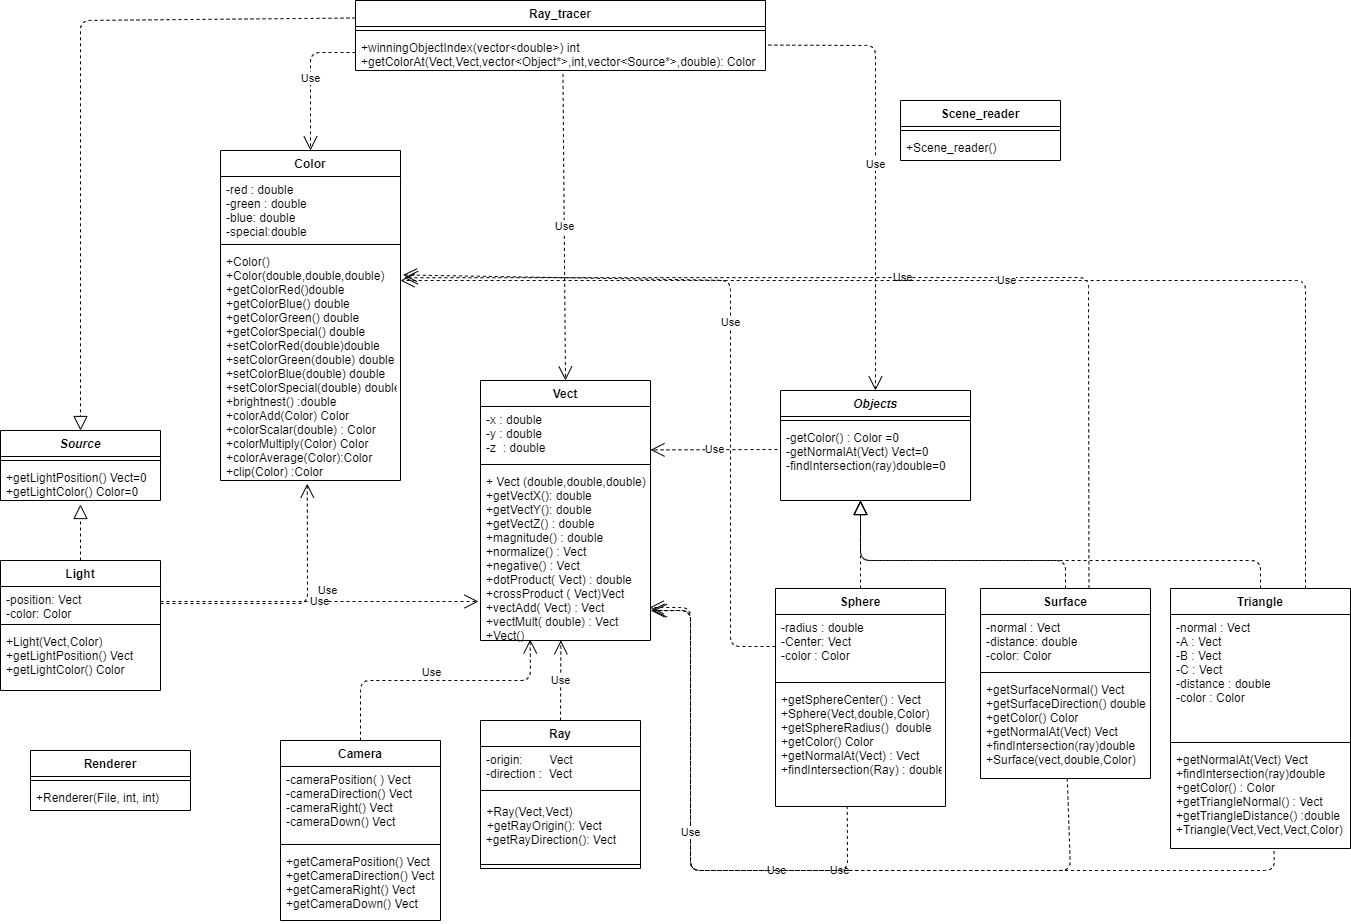 Ray_tracer
+winningObjectIndex(vector<double>) int
+getColorAt(Vect,Vect,vector<Object*>,int,vector<Source*>,double): Color
Use
Use
Use
Scene_reader
+Scene_reader()
Color
-red : double
-green : double
-blue: double
-special:double
+Color()
+Color(double,double,double)
+getColorRed()double
+getColorBlue() double
+getColorGreen() double
+getColorSpecial() double
+setColorRed(double)double
+setColorGreen(double) double
+setColorBlue(double) double
+setColorSpecial(double) double
+brightnest() :double
+colorAdd(Color) Color
+colorScalar(double) : Color
+colorMultiply(Color) Color
+colorAverage(Color):Color
+clip(Color) :Color
Use
Use
Use
Source
+getLightPosition() Vect=0
+getLightColor() Color=0
Light
-position: Vect
-color: Color
+Light(Vect,Color)
+getLightPosition() Vect
+getLightColor() Color
Use
Use
Vect
-x : double
-y : double
-z  : double
+ Vect (double,double,double)
+getVectX(): double
+getVectY(): double
+getVectZ() : double
+magnitude() : double
+normalize() : Vect
+negative() : Vect
+dotProduct( Vect) : double
+crossProduct ( Vect)Vect
+vectAdd( Vect) : Vect
+vectMult( double) : Vect
+Vect()
Use
Objects
-getColor() : Color =0
-getNormalAt(Vect) Vect=0
-findIntersection(ray)double=0
Sphere
-radius : double
-Center: Vect
-color : Color
+getSphereCenter() : Vect
+Sphere(Vect,double,Color)
+getSphereRadius()  double
+getColor() Color
+getNormalAt(Vect) : Vect
+findIntersection(Ray) : double
Surface
-normal : Vect
-distance: double
-color: Color
+getSurfaceNormal() Vect
+getSurfaceDirection() double
+getColor() Color
+getNormalAt(Vect) Vect
+findIntersection(ray)double
+Surface(vect,double,Color)
Triangle
-normal : Vect
-A : Vect
-B : Vect
-C : Vect
-distance : double
-color : Color
+getNormalAt(Vect) Vect
+findIntersection(ray)double
+getColor() : Color
+getTriangleNormal() : Vect
+getTriangleDistance() :double
+Triangle(Vect,Vect,Vect,Color)
Use
Use
Renderer
+Renderer(File, int, int)
Camera
-cameraPosition( ) Vect
-cameraDirection() Vect
-cameraRight() Vect
-cameraDown() Vect
+getCameraPosition() Vect
+getCameraDirection() Vect
+getCameraRight() Vect
+getCameraDown() Vect
Ray
-origin:        Vect
-direction :  Vect
+Ray(Vect,Vect)
+getRayOrigin(): Vect
+getRayDirection(): Vect
Use
Use
Use